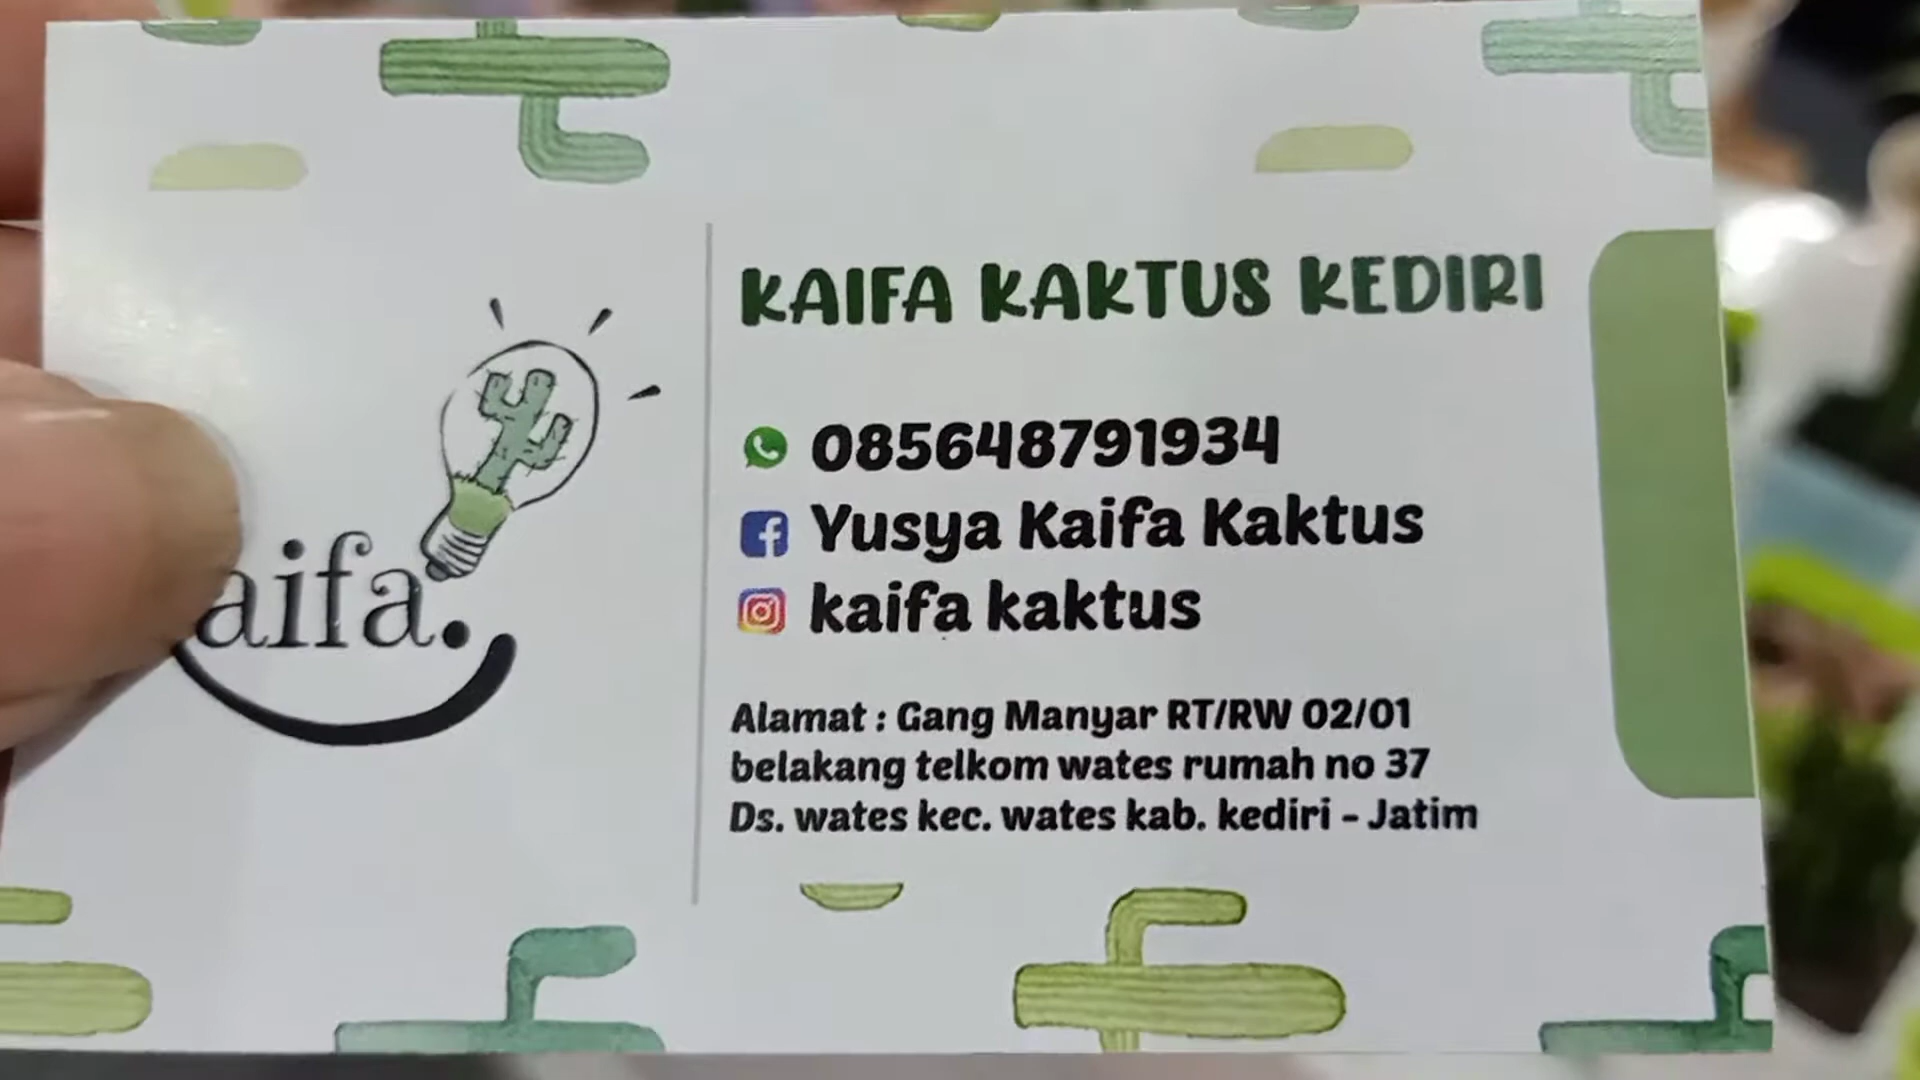 aifa.
KAIFA KAKTUS KEDIRI
085648791934
Yusya Kaifa Kaktus
kaifa kaktus
Alamat : Gang Manyar RT/RW 02/01
belakang telkom wates rumah no 37
Ds. wates kec. wates kab. kediri - Jatim